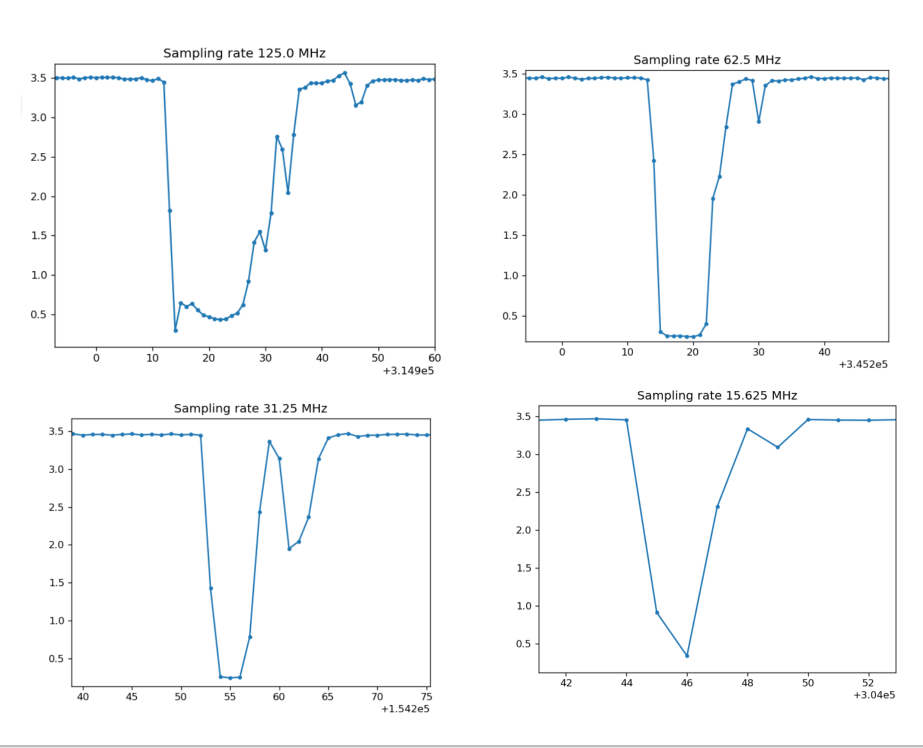 Sampling rate 125.0 MHz
3.5
3.0
2.5
2.0
1.5
1.0
0.5
0 10 20 30 40 50 60
+3.149e5
Sampling rate 62.5 MHz
3.5
3.0
2.5
2.0
1.5
1.0
0.5
0 10 20 30 40
+3.452e5
Sampling rate 31.25 MHz
3.5
3.0
2.5
2.0
1.5
1.0
0.5
40 45 50 55 60 65 70 75
+1.542e5
Sampling rate 15.625 MHz
3.5
3.0
2.5
2.0
1.5
1.0
0.5
42 44 46 48 50 52
+3.04e5